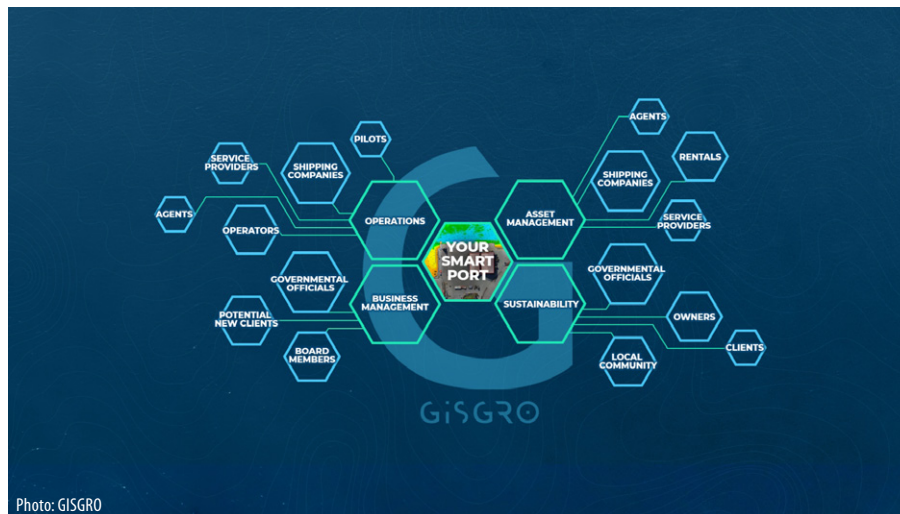 PILOTS
SERVICE
PROVIDERS
SHIPPING
COMPANIES
AGENTS
OPERATORS
OPERATIONS
GOVERNMENTAL
OFFICIALS
POTENTIAL
NEW CLIENTS
BOARD
MEMBERS
BUSINESS
MANAGEMENT
YOUR
SMART
PORT
AGENTS
RENTALS
SHIPPING
COMPANIES
SERVICE
PROVIDERS
ASSET
MANAGEMENT
GOVERNMENTAL
OFFICIALS
SUSTAINABILITY
OWNERS
CLIENTS
LOCAL
COMMUNITY
G
GISGRO
Photo: GISGRO